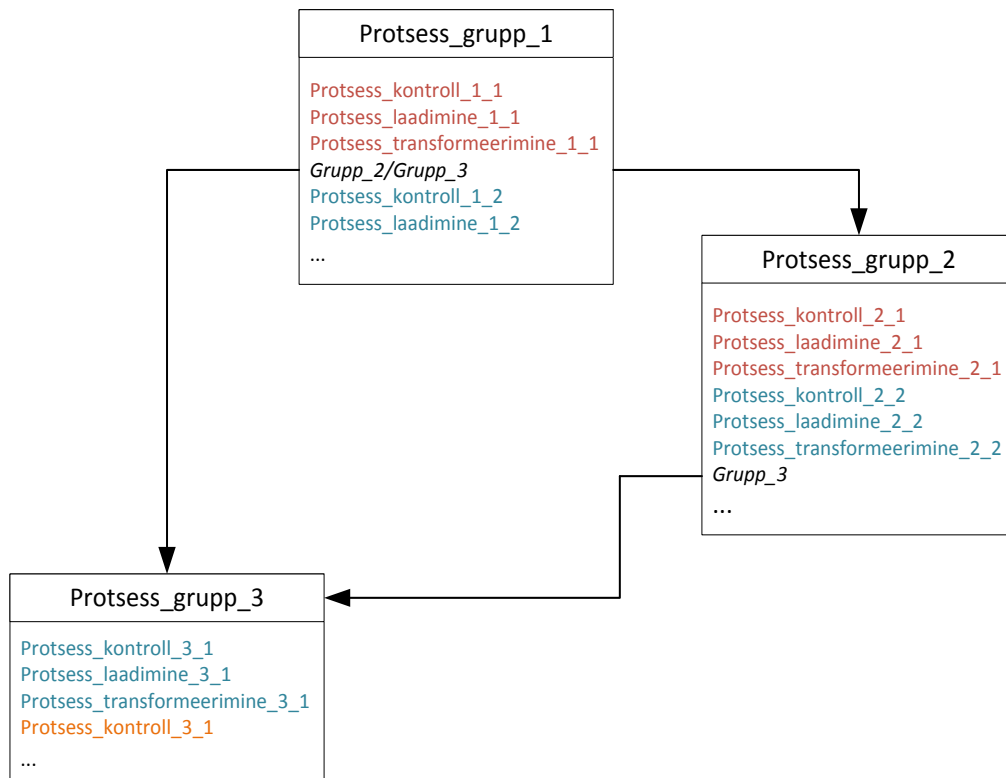 Protsess_grupp_1
Protsess_kontroll_1_1
Protsess_laadimine_1_1
Protsess_transformeerimine_1_1
Grupp_2/Grupp_3
Protsess_kontroll_1_2
Protsess_laadimine_1_2
...
Protsess_grupp_2
Protsess_kontroll_2_1
Protsess_laadimine_2_1
Protsess_transformeerimine_2_1
Protsess_kontroll_2_2
Protsess_laadimine_2_2
Protsess_transformeerimine_2_2
Grupp_3
...
Protsess_grupp_3
Protsess_kontroll_3_1
Protsess_laadimine_3_1
Protsess_transformeerimine_3_1
Protsess_kontroll_3_1
...